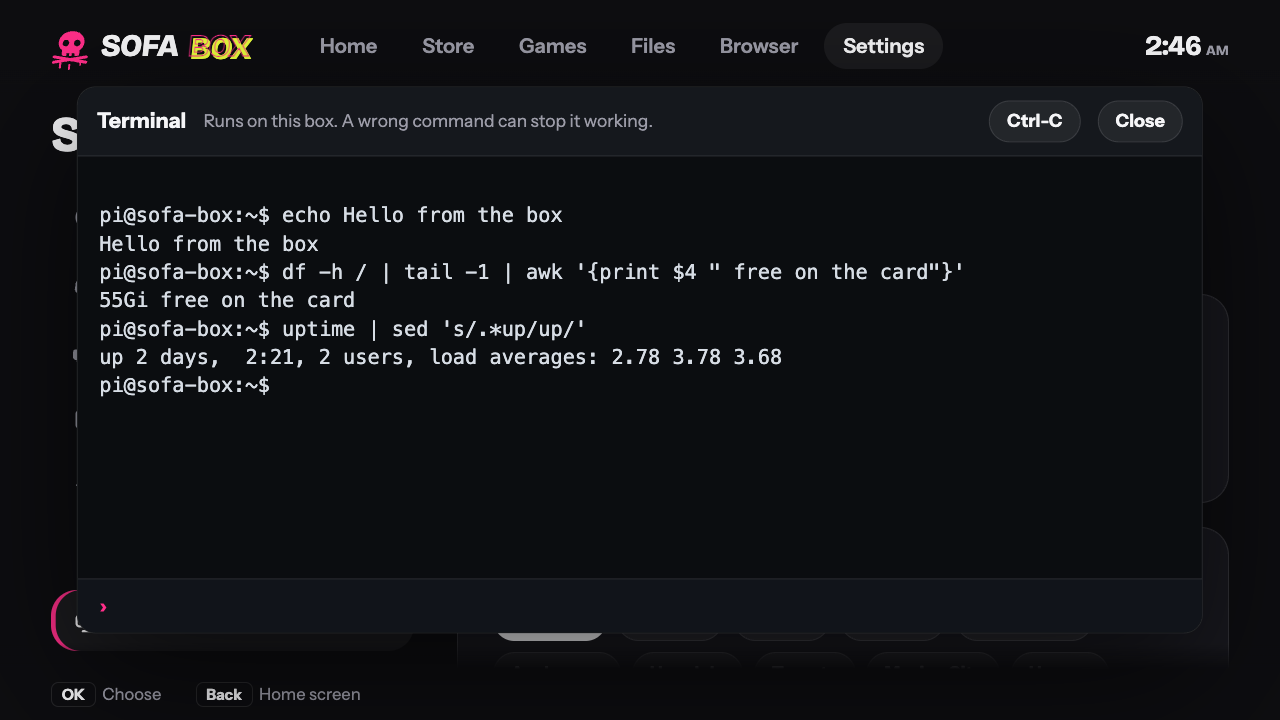 SOFA BOX
Home
Store
Games
Files
Browser
Settings
2:46 AM
Terminal
Runs on this box. A wrong command can stop it working.
Ctrl-C
Close
pi@sofa-box:~$ echo Hello from the box
Hello from the box
pi@sofa-box:~$ df -h / | tail -1 | awk '{print $4 " free on the card"}'
55Gi free on the card
pi@sofa-box:~$ uptime | sed 's/.*up/up/'
up 2 days,  2:21, 2 users, load averages: 2.78 3.78 3.68
pi@sofa-box:~$
›
OK Choose
Back Home screen